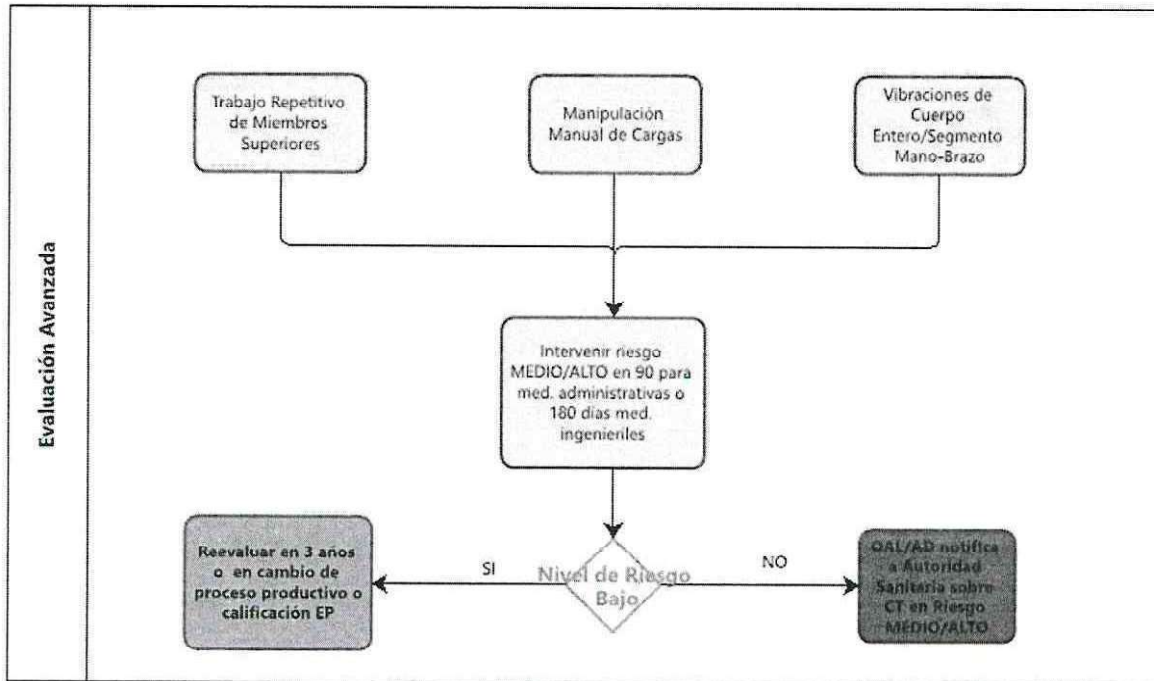 Evaluación Avanzada
Trabajo Repetitivo
de Miembros
Superiores
Manipulación
Manual de Cargas
Vibraciones de
Cuerpo
Entero/Segmento
Mano-Brazo
Intervenir riesgo
MEDIO/ALTO en 90 para
med. administrativas o
180 días med.
ingenieriles
Nivel de Riesgo
Bajo
SI
NO
Reevaluar en 3 años
o en cambio de
proceso productivo o
calificación EP
OAL/AD notifica
a Autoridad
Sanitaria sobre
CT en Riesgo
MEDIO/ALTO